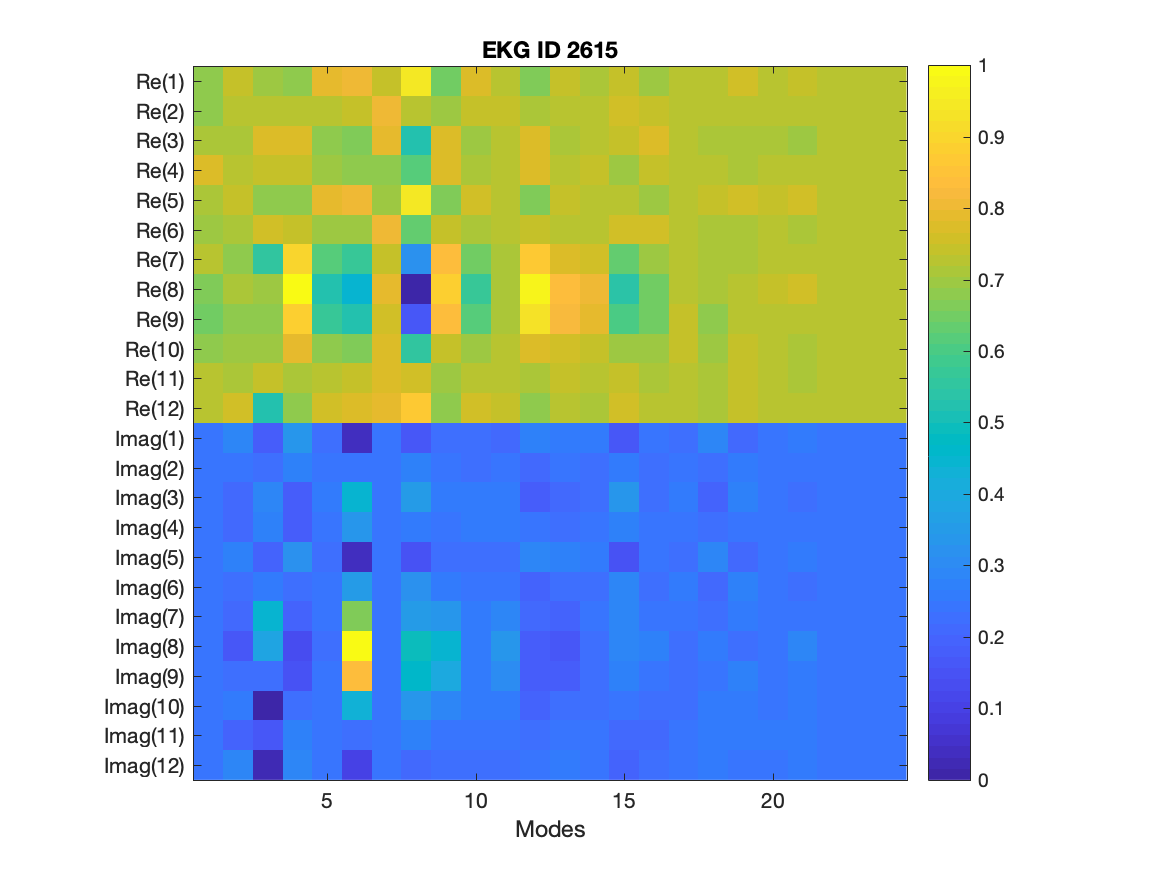 EKG ID 2615
Re(1)
Re(2)
Re(3)
Re(4)
Re(5)
Re(6)
Re(7)
Re(8)
Re(9)
Re(10)
Re(11)
Re(12)
Imag(1)
Imag(2)
Imag(3)
Imag(4)
Imag(5)
Imag(6)
Imag(7)
Imag(8)
Imag(9)
Imag(10)
Imag(11)
Imag(12)
5 10 15 20
Modes
1
0.9
0.8
0.7
0.6
0.5
0.4
0.3
0.2
0.1
0